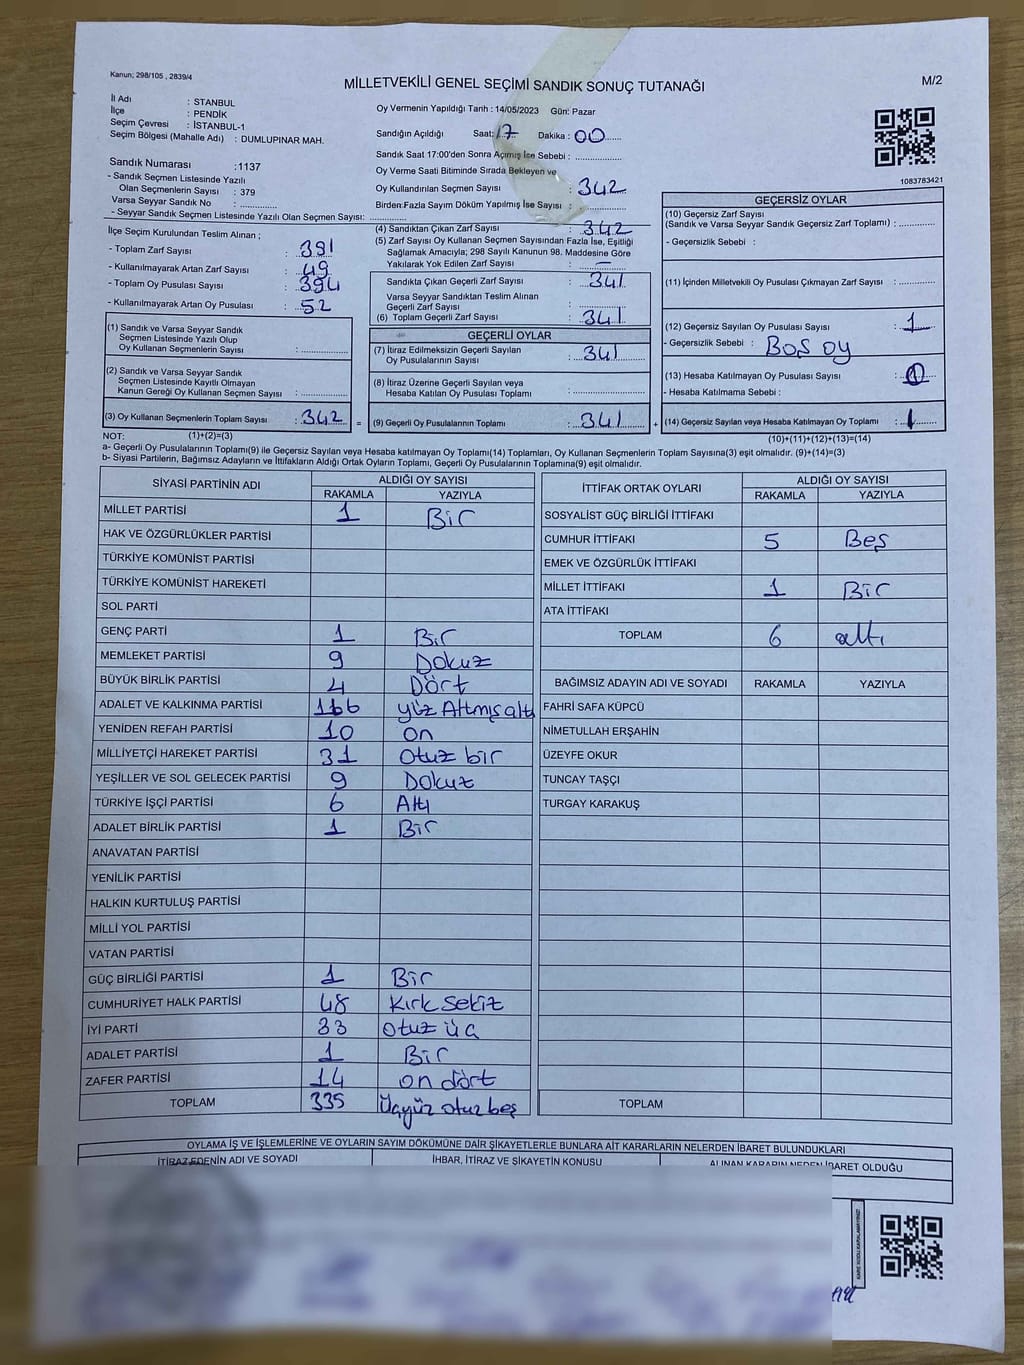 Kanun; 298/105 , 2839/4
MİLLETVEKİLİ GENEL SEÇİMİ SANDIK SONUÇ TUTANAĞI
M/2
İl Adı : STANBUL
İlçe : PENDİK
Seçim Çevresi : İSTANBUL-1
Seçim Bölgesi (Mahalle Adı) : DUMLUPINAR MAH.
Sandık Numarası :1137
- Sandık Seçmen Listesinde Yazılı
Olan Seçmenlerin Sayısı : 379
Varsa Seyyar Sandık No :
- Seyyar Sandık Seçmen Listesinde Yazılı Olan Seçmen Sayısı:
Oy Vermenin Yapıldığı Tarih : 14/05/2023 Gün: Pazar
Sandığın Açıldığı Saat: 17 Dakika : 00
Sandık Saat 17:00'den Sonra Açımış İse Sebebi :
Oy Verme Saati Bitiminde Sırada Bekleyen ve
Oy Kullandırılan Seçmen Sayısı : 342
Birden Fazla Sayım Döküm Yapılmış İse Sayısı :
1083783421
İlçe Seçim Kurulundan Teslim Alınan ;
- Toplam Zarf Sayısı : 391
- Kullanılmayarak Artan Zarf Sayısı : 49
- Toplam Oy Pusulası Sayısı : 394
- Kullanılmayarak Artan Oy Pusulası : 52
(1) Sandık ve Varsa Seyyar Sandık
Seçmen Listesinde Yazılı Olup
Oy Kullanan Seçmenlerin Sayısı :
(2) Sandık ve Varsa Seyyar Sandık
Seçmen Listesinde Kayıtlı Olmayan
Kanun Gereği Oy Kullanan Seçmen Sayısı :
(3) Oy Kullanan Seçmenlerin Toplam Sayısı : 342 =
(4) Sandıktan Çıkan Zarf Sayısı : 342
(5) Zarf Sayısı Oy Kullanan Seçmen Sayısından Fazla İse, Eşitliği
Sağlamak Amacıyla; 298 Sayılı Kanunun 98. Maddesine Göre
Yakılarak Yok Edilen Zarf Sayısı : —
Sandıkta Çıkan Geçerli Zarf Sayısı : 341
Varsa Seyyar Sandıktan Teslim Alınan
Geçerli Zarf Sayısı :
(6) Toplam Geçerli Zarf Sayısı : 341
GEÇERLİ OYLAR
(7) İtiraz Edilmeksizin Geçerli Sayılan
Oy Pusulalarının Sayısı : 341
(8) İtiraz Üzerine Geçerli Sayılan veya
Hesaba Katılan Oy Pusulası Toplamı :
(9) Geçerli Oy Pusulalarının Toplamı : 341 +
GEÇERSİZ OYLAR
(10) Geçersiz Zarf Sayısı
(Sandık ve Varsa Seyyar Sandık Geçersiz Zarf Toplamı) :
- Geçersizlik Sebebi :
(11) İçinden Milletvekili Oy Pusulası Çıkmayan Zarf Sayısı :
(12) Geçersiz Sayılan Oy Pusulası Sayısı : 1
- Geçersizlik Sebebi : Boş oy
(13) Hesaba Katılmayan Oy Pusulası Sayısı : 0
- Hesaba Katılmama Sebebi :
(14) Geçersiz Sayılan veya Hesaba Katılmayan Oy Toplamı : 1
NOT: (1)+(2)=(3)
(10)+(11)+(12)+(13)=(14)
a- Geçerli Oy Pusulalarının Toplamı(9) ile Geçersiz Sayılan veya Hesaba katılmayan Oy Toplamı(14) Toplamları, Oy Kullanan Seçmenlerin Toplam Sayısına(3) eşit olmalıdır. (9)+(14)=(3)
b- Siyasi Partilerin, Bağımsız Adayların ve İttifakların Aldığı Ortak Oyların Toplamı, Geçerli Oy Pusulalarının Toplamına(9) eşit olmalıdır.
SİYASİ PARTİNİN ADI
ALDIĞI OY SAYISI
RAKAMLA YAZIYLA
MİLLET PARTİSİ 1 Bir
HAK VE ÖZGÜRLÜKLER PARTİSİ
TÜRKİYE KOMÜNİST PARTİSİ
TÜRKİYE KOMÜNİST HAREKETİ
SOL PARTİ
GENÇ PARTİ 1 Bir
MEMLEKET PARTİSİ 9 Dokuz
BÜYÜK BİRLİK PARTİSİ 4 Dört
ADALET VE KALKINMA PARTİSİ 166 yüz Altmış altı
YENİDEN REFAH PARTİSİ 10 on
MİLLİYETÇİ HAREKET PARTİSİ 31 otuz bir
YEŞİLLER VE SOL GELECEK PARTİSİ 9 Dokuz
TÜRKİYE İŞÇİ PARTİSİ 6 Altı
ADALET BİRLİK PARTİSİ 1 Bir
ANAVATAN PARTİSİ
YENİLİK PARTİSİ
HALKIN KURTULUŞ PARTİSİ
MİLLİ YOL PARTİSİ
VATAN PARTİSİ
GÜÇ BİRLİĞİ PARTİSİ 1 Bir
CUMHURİYET HALK PARTİSİ 48 Kırk sekiz
İYİ PARTİ 33 otuz üç
ADALET PARTİSİ 1 Bir
ZAFER PARTİSİ 14 on dört
TOPLAM 335 Üçyüz otuz beş
İTTİFAK ORTAK OYLARI
ALDIĞI OY SAYISI
RAKAMLA YAZIYLA
SOSYALİST GÜÇ BİRLİĞİ İTTİFAKI
CUMHUR İTTİFAKI 5 Beş
EMEK VE ÖZGÜRLÜK İTTİFAKI
MİLLET İTTİFAKI 1 Bir
ATA İTTİFAKI
TOPLAM 6 altı
BAĞIMSIZ ADAYIN ADI VE SOYADI RAKAMLA YAZIYLA
FAHRİ SAFA KÜPCÜ
NİMETULLAH ERŞAHİN
ÜZEYFE OKUR
TUNCAY TAŞÇI
TURGAY KARAKUŞ
TOPLAM
OYLAMA İŞ VE İŞLEMLERİNE VE OYLARIN SAYIM DÖKÜMÜNE DAİR ŞİKAYETLERLE BUNLARA AİT KARARLARIN NELERDEN İBARET BULUNDUKLARI
İTİRAZ EDENİN ADI VE SOYADI
İHBAR, İTİRAZ VE ŞİKAYETİN KONUSU
ALINAN KARARIN NEDEN İBARET OLDUĞU
KARE KODU KARALAMAYINIZ!